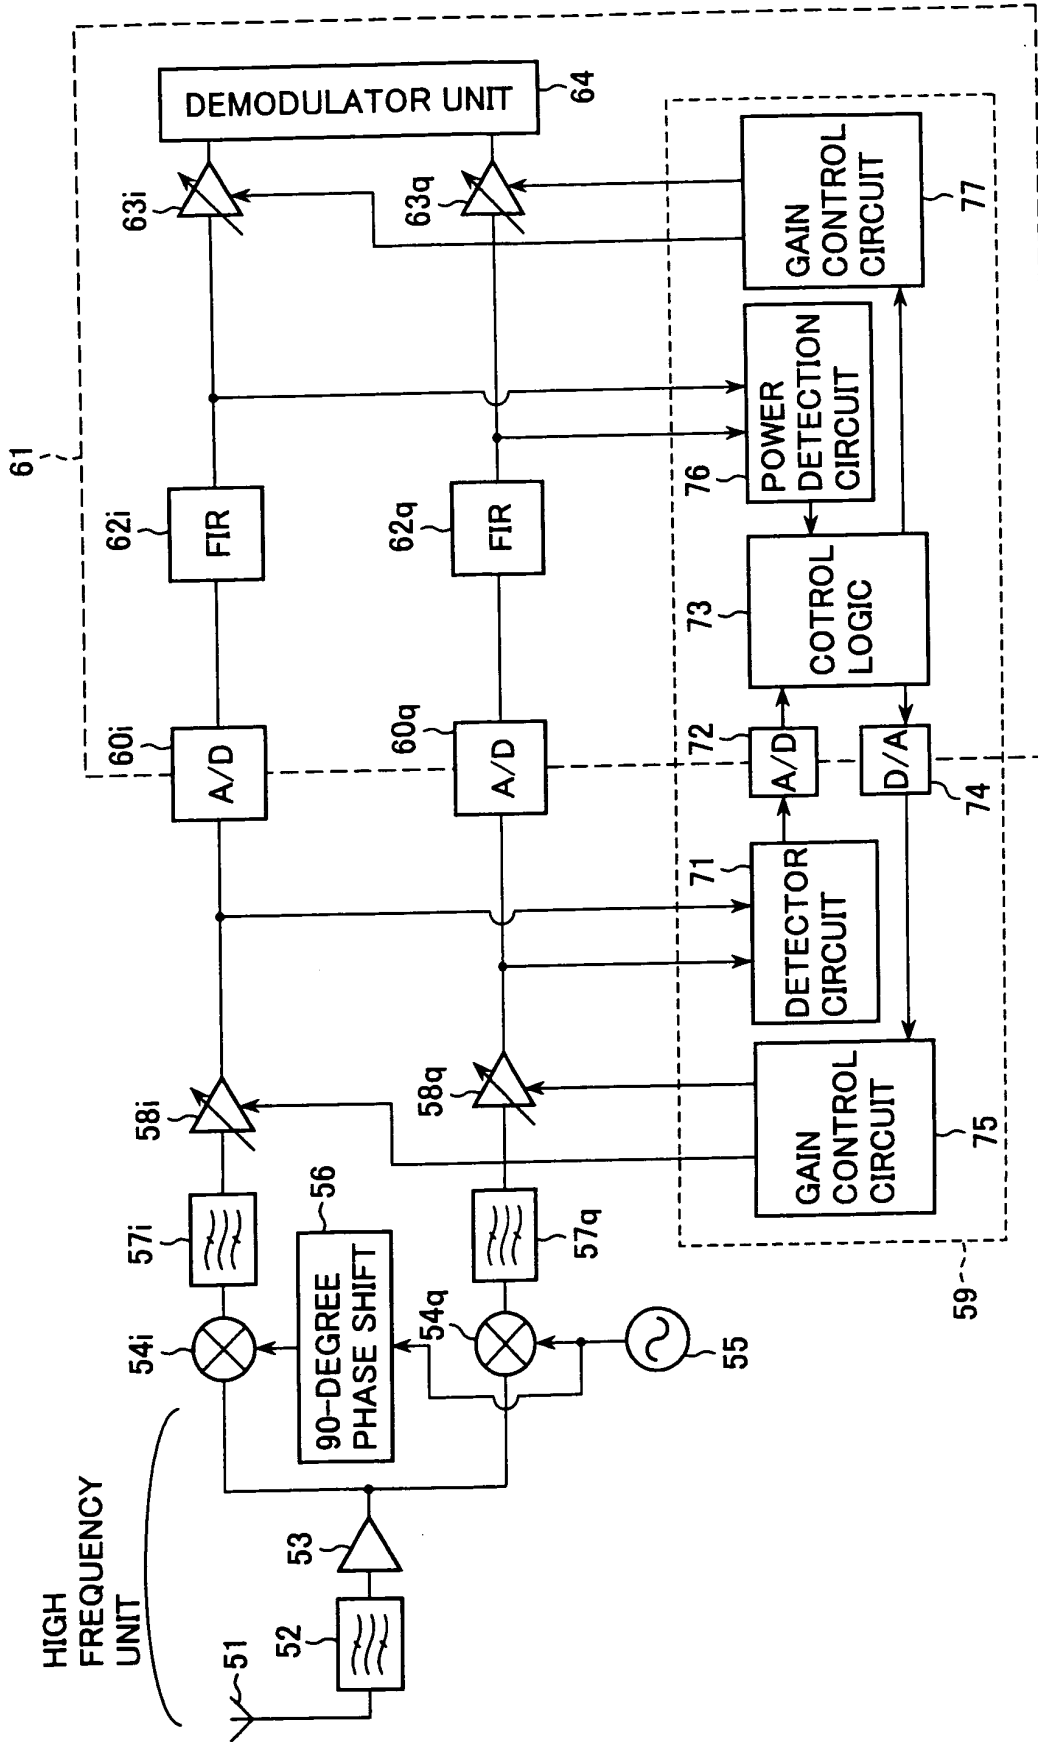 HIGH
FREQUENCY
UNIT
51
52
53
54i
90-DEGREE
PHASE SHIFT
56
54q
55
57i
57q
58i
58q
60i
A/D
60q
A/D
61
62i
FIR
62q
FIR
63i
63q
DEMODULATOR UNIT
64
59
GAIN
CONTROL
CIRCUIT
75
DETECTOR
CIRCUIT
71
A/D
72
D/A
74
COTROL
LOGIC
73
POWER
DETECTION
CIRCUIT
76
GAIN
CONTROL
CIRCUIT
77